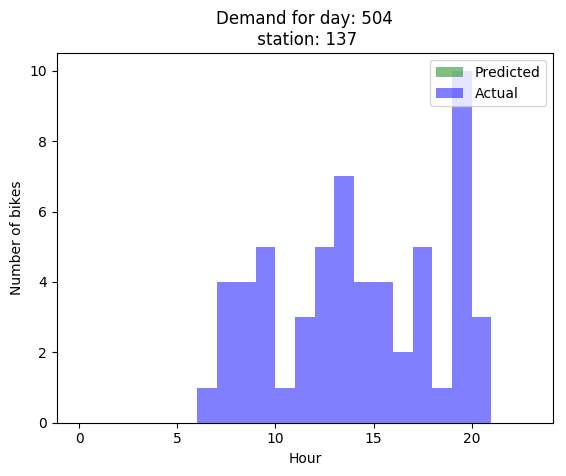 Demand for day: 504
station: 137
Predicted
Actual
Number of bikes
10
8
6
4
2
0
0
5
10
15
20
Hour